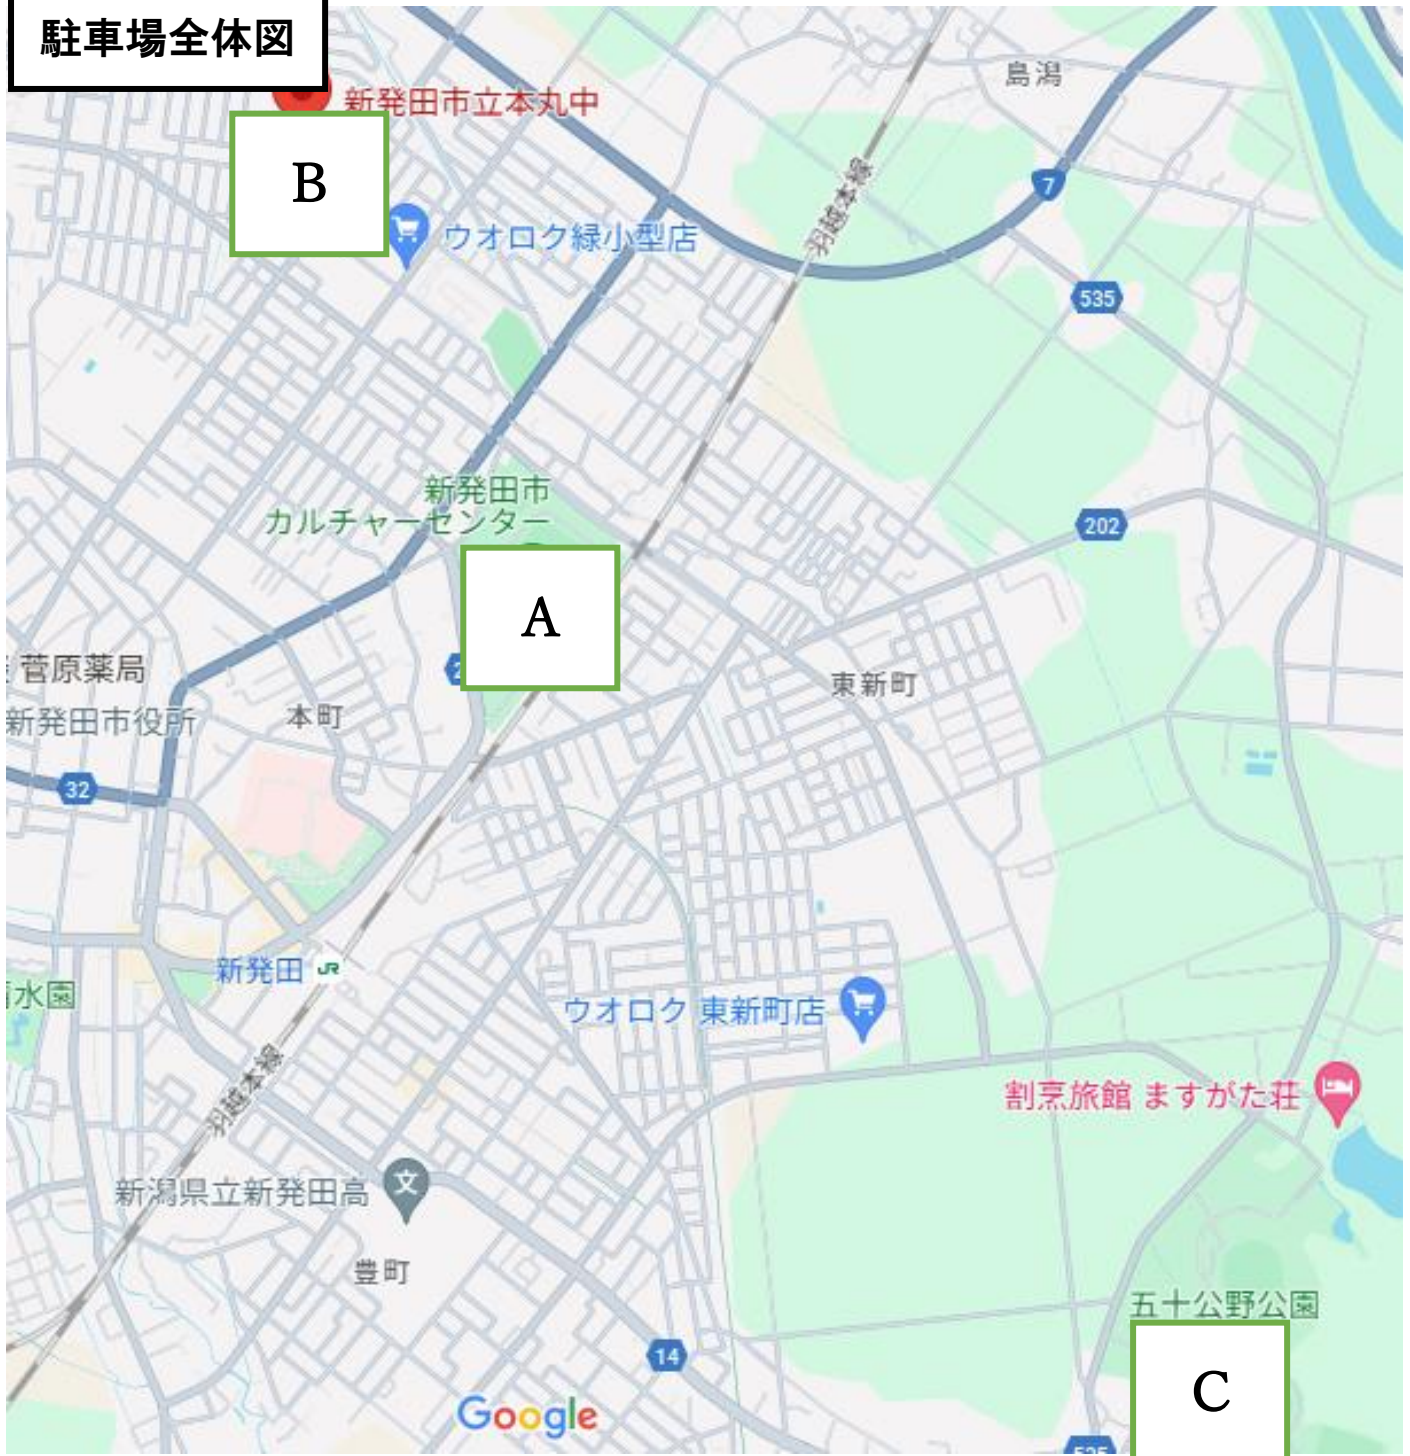 駐車場全体図
島潟
新発田市立本丸中
B
7
羽越本線
ウオロク緑小型店
535
新発田市
カルチャーセンター
202
A
菅原薬局
東新町
新発田市役所
本町
32
新発田
JR
水園
ウオロク 東新町店
羽越本線
割烹旅館 ますがた荘
文
新潟県立新発田高
豊町
五十公野公園
14
C
Google